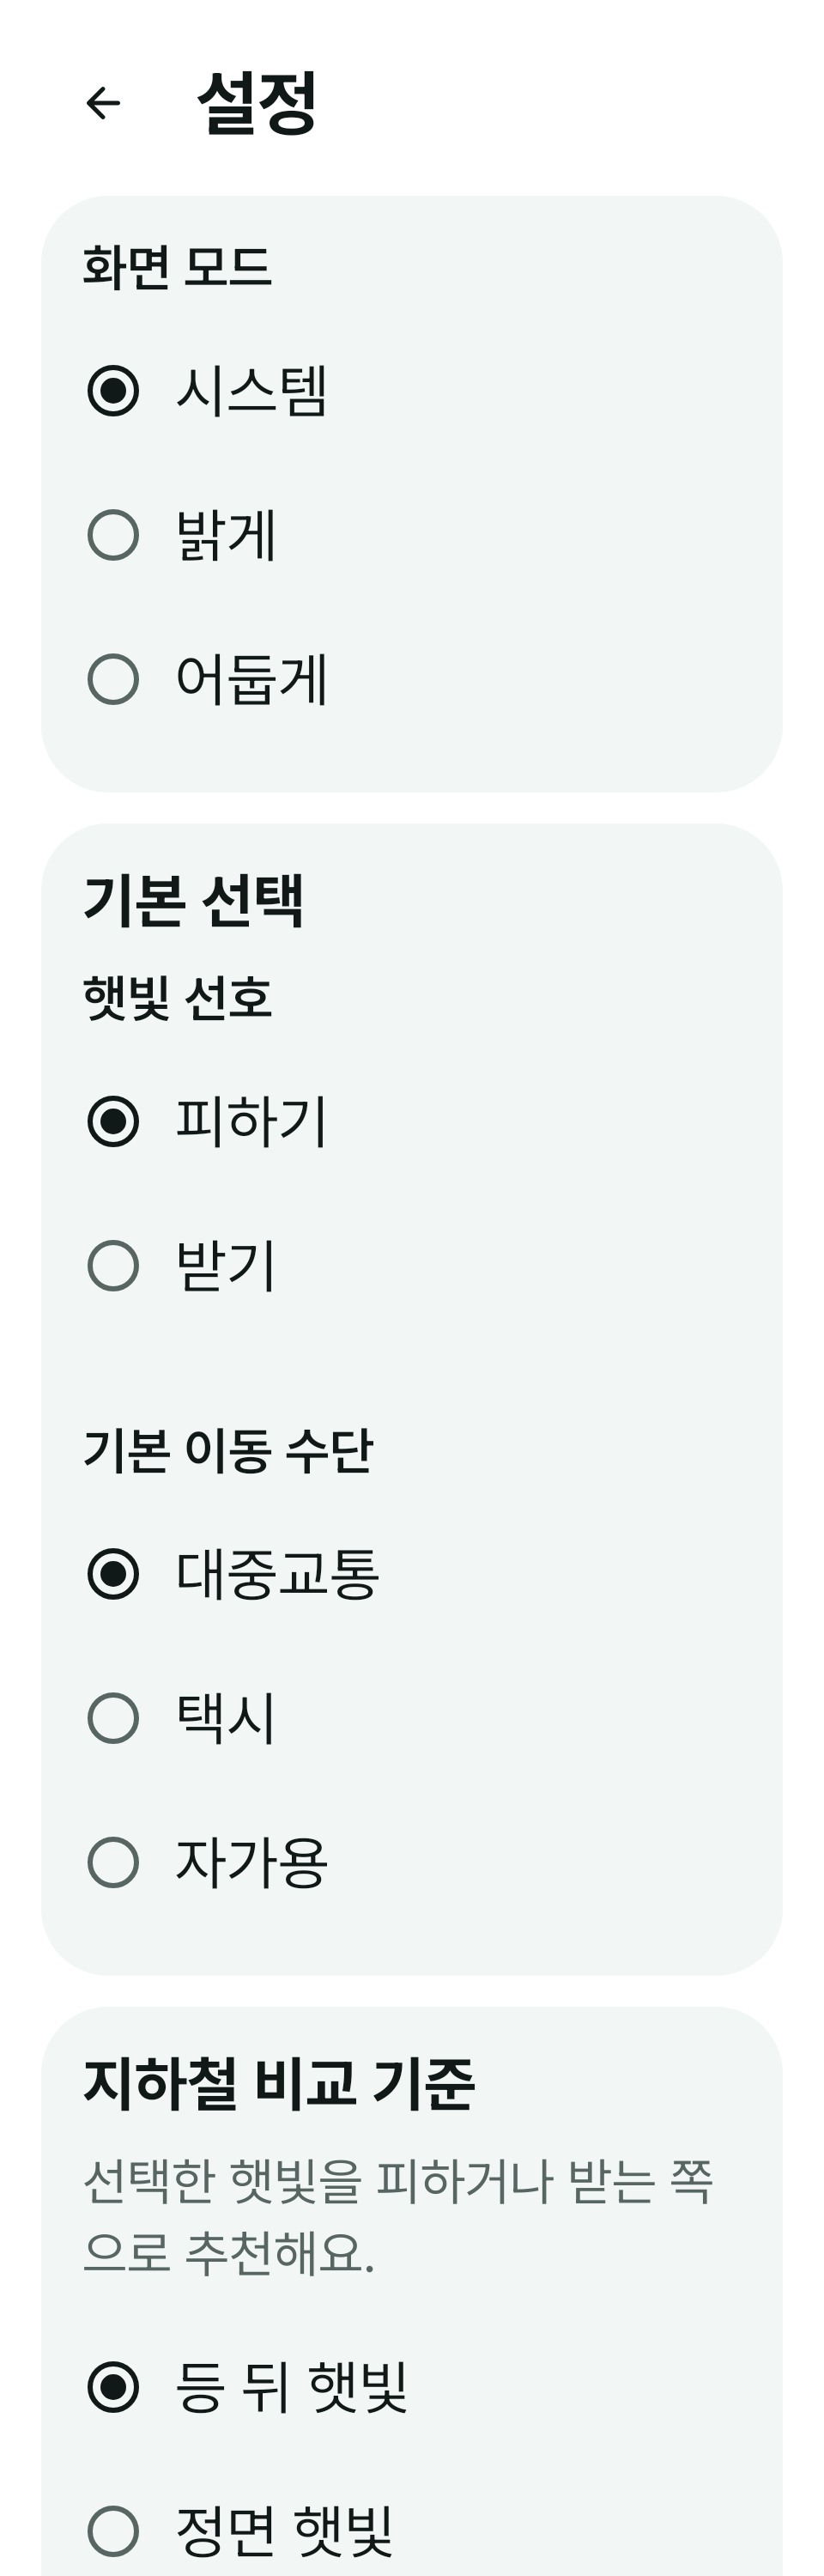 설정
화면 모드
시스템
밝게
어둡게
기본 선택
햇빛 선호
피하기
받기
기본 이동 수단
대중교통
택시
자가용
지하철 비교 기준
선택한 햇빛을 피하거나 받는 쪽
으로 추천해요.
등 뒤 햇빛
정면 햇빛